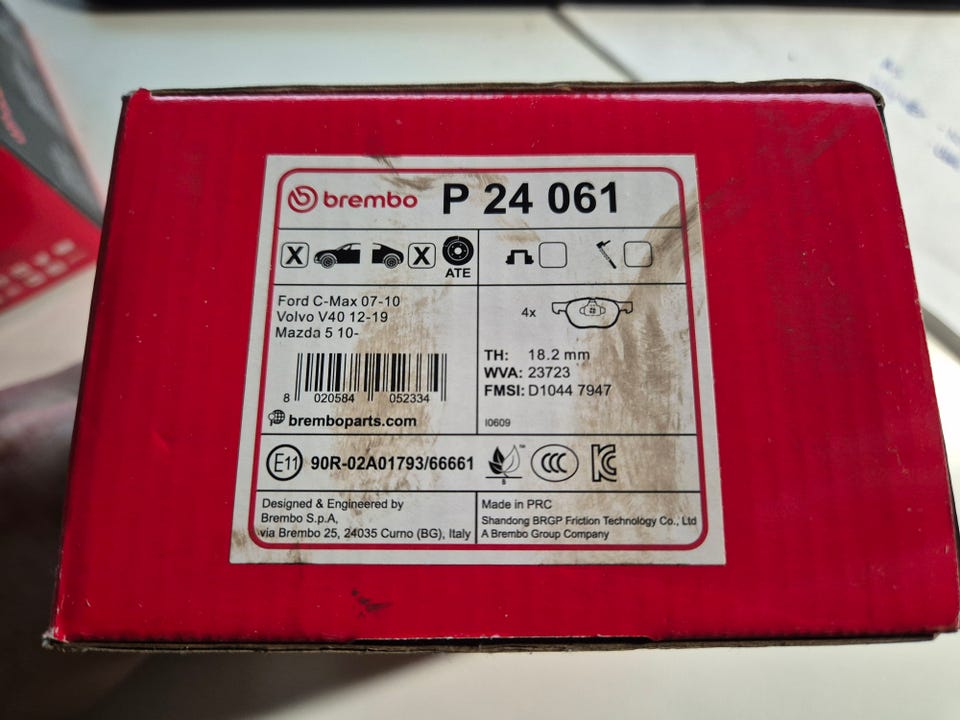 brembo P 24 061
X X
ATE
Ford C-Max 07-10
Volvo V40 12-19
Mazda 5 10-
4x
TH: 18.2 mm
WVA: 23723
FMSI: D1044 7947
8 020584 052334
bremboparts.com
I0609
E11 90R-02A01793/66661
TM
S
CCC
KC
Designed & Engineered by
Brembo S.p.A,
via Brembo 25, 24035 Curno (BG), Italy
Made in PRC
Shandong BRGP Friction Technology Co., Ltd
A Brembo Group Company